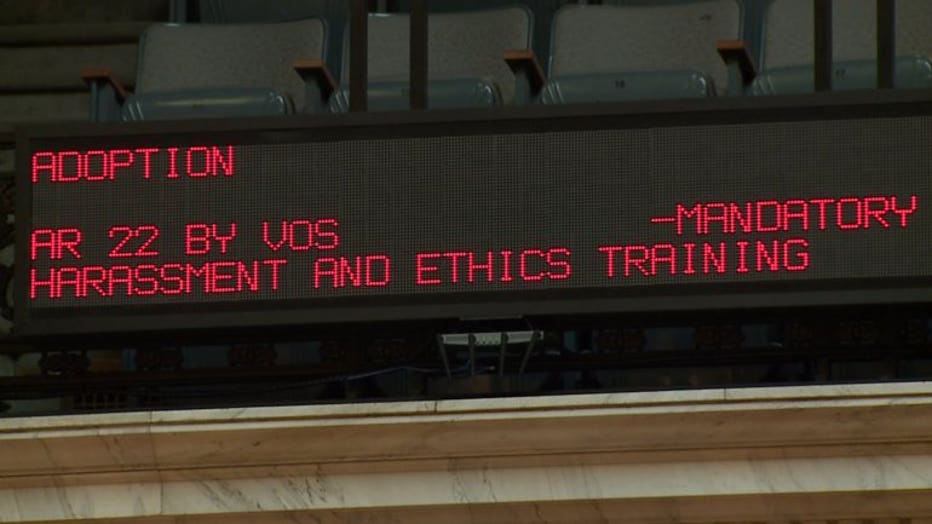 ADOPTION
AR 22 BY VOS -MANDATORY
HARASSMENT AND ETHICS TRAINING